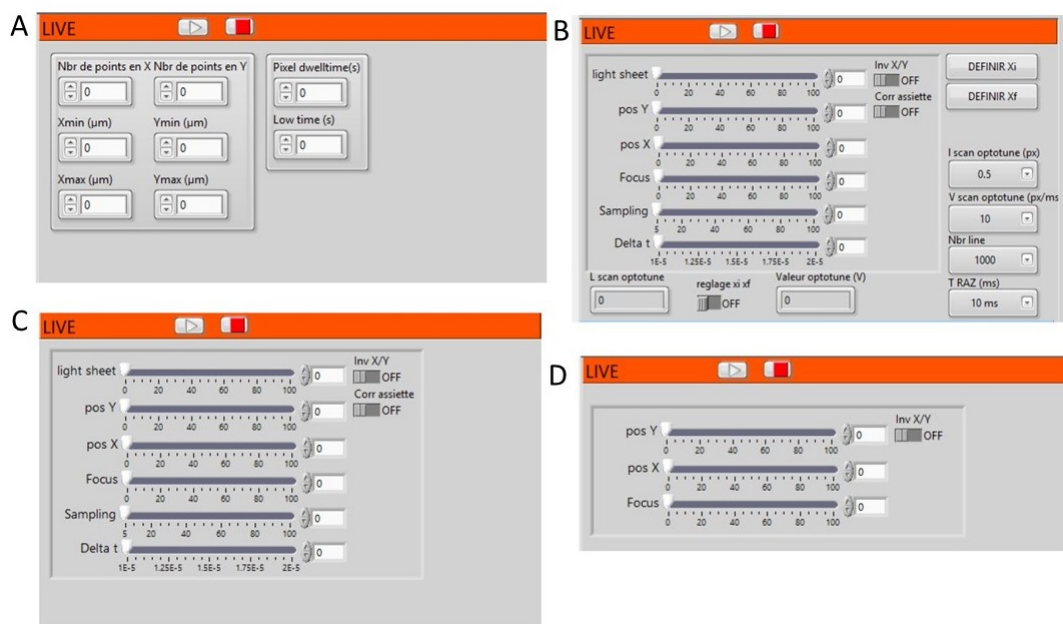 A
LIVE
Nbr de points en X Nbr de points en Y
0 0
Xmin (µm) Ymin (µm)
0 0
Xmax (µm) Ymax (µm)
0 0
Pixel dwelltime(s)
0
Low time (s)
0
B
LIVE
light sheet 0
0 20 40 60 80 100
pos Y 0
0 20 40 60 80 100
pos X 0
0 20 40 60 80 100
Focus 0
0 20 40 60 80 100
Sampling 0
5 20 40 60 80 100
Delta t 0
1E-5 1.25E-5 1.75E-5 2E-5
Inv X/Y
OFF
Corr assiette
OFF
L scan optotune
0
reglage xi xf
OFF
Valeur optotune (V)
0
DEFINIR Xi
DEFINIR Xf
I scan optotune (px)
0.5
V scan optotune (px/ms
10
Nbr line
1000
T RAZ (ms)
10 ms
C
LIVE
light sheet 0
0 20 40 60 80 100
pos Y 0
0 20 40 60 80 100
pos X 0
0 20 40 60 80 100
Focus 0
0 20 40 60 80 100
Sampling 0
5 20 40 60 80 100
Delta t 0
1E-5 1.25E-5 1.75E-5 2E-5
Inv X/Y
OFF
Corr assiette
OFF
D
LIVE
pos Y 0
0 20 40 60 80 100
pos X 0
0 20 40 60 80 100
Focus 0
0 20 40 60 80 100
Inv X/Y
OFF